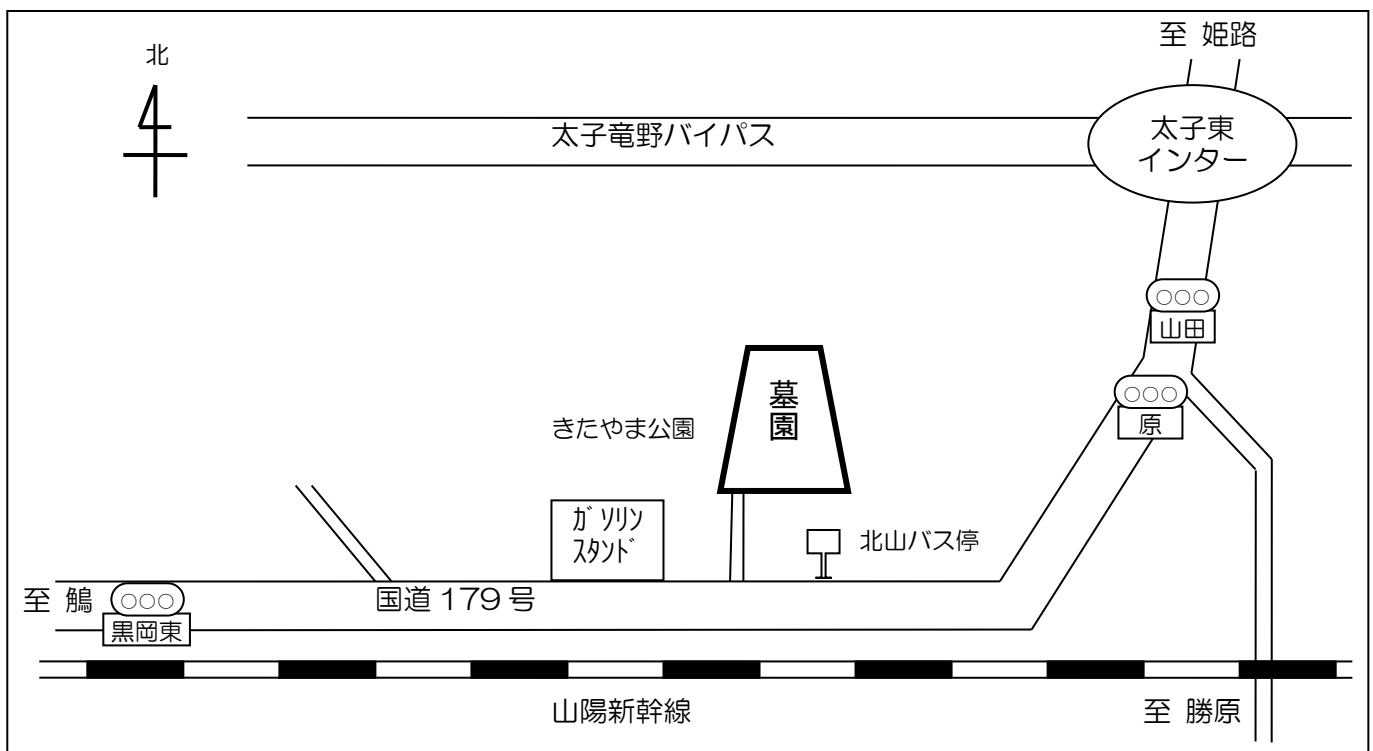 至 姫路
北
太子竜野バイパス
太子東
インター
○○○
山田
○○○
原
墓園
きたやま公園
ｶﾞｿﾘﾝ
ｽﾀﾝﾄﾞ
北山バス停
至 鵤
○○○
黒岡東
国道 179 号
山陽新幹線
至 勝原